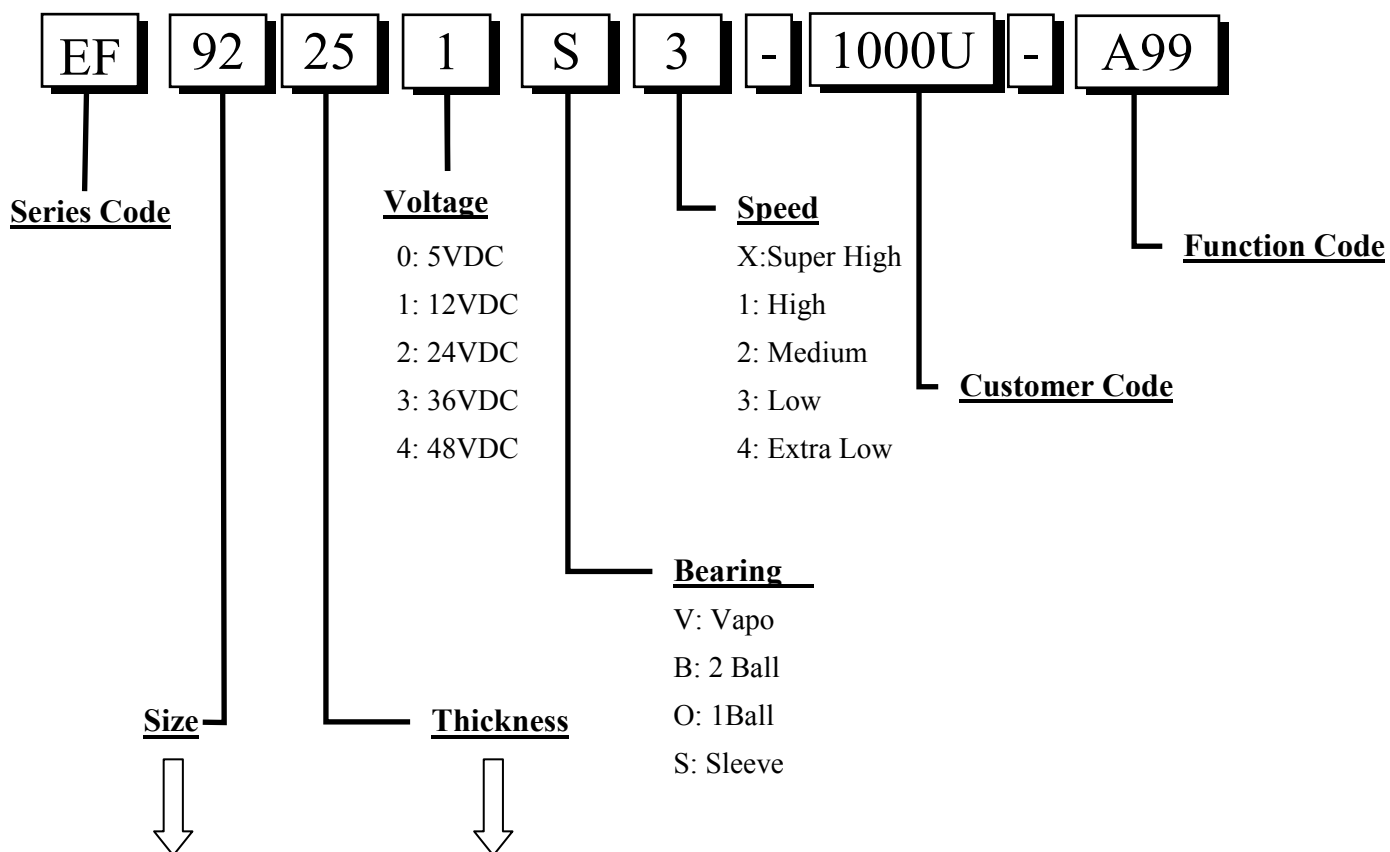 EF 92 25 1 S 3 - 1000U - A99
Series Code
Voltage
0: 5VDC
1: 12VDC
2: 24VDC
3: 36VDC
4: 48VDC
Speed
X:Super High
1: High
2: Medium
3: Low
4: Extra Low
Function Code
Customer Code
Bearing
V: Vapo
B: 2 Ball
O: 1Ball
S: Sleeve
Size
Thickness